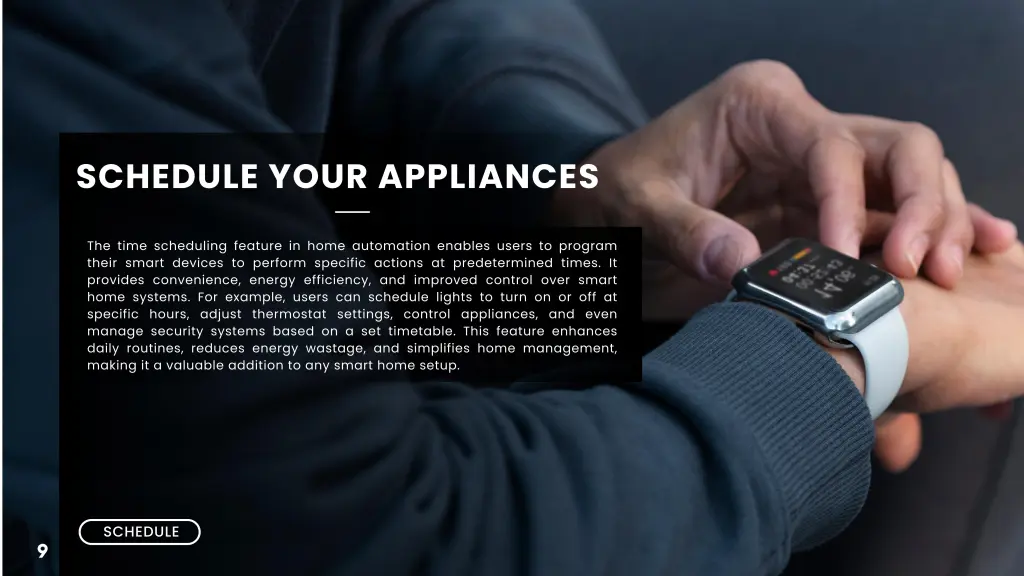 SCHEDULE YOUR APPLIANCES
The time scheduling feature in home automation enables users to program
their smart devices to perform specific actions at predetermined times. It
provides convenience, energy efficiency, and improved control over smart
home systems. For example, users can schedule lights to turn on or off at
specific hours, adjust thermostat settings, control appliances, and even
manage security systems based on a set timetable. This feature enhances
daily routines, reduces energy wastage, and simplifies home management,
making it a valuable addition to any smart home setup.
SCHEDULE
9